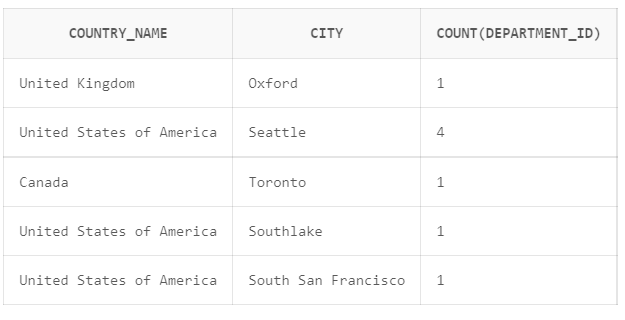 COUNTRY_NAME CITY COUNT(DEPARTMENT_ID)
United Kingdom Oxford 1
United States of America Seattle 4
Canada Toronto 1
United States of America Southlake 1
United States of America South San Francisco 1